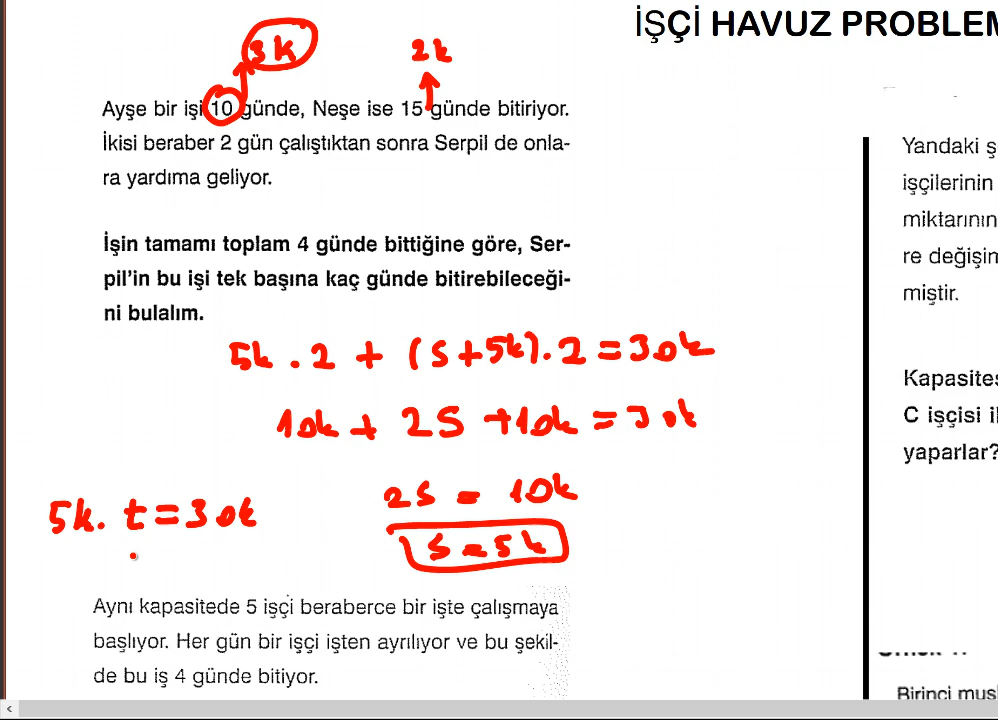 İŞÇİ HAVUZ PROBLEM
3k
2k
Ayşe bir işi 10 günde, Neşe ise 15 günde bitiriyor.
İkisi beraber 2 gün çalıştıktan sonra Serpil de onla-
ra yardıma geliyor.
İşin tamamı toplam 4 günde bittiğine göre, Ser-
pil'in bu işi tek başına kaç günde bitirebileceği-
ni bulalım.
5k . 2 + (S+5k). 2 = 30k
10k + 2S + 10k = 30k
2S = 10k
S = 5k
5k. t = 30k
Aynı kapasitede 5 işçi beraberce bir işte çalışmaya
başlıyor. Her gün bir işçi işten ayrılıyor ve bu şekil-
de bu iş 4 günde bitiyor.
Yandaki ş
işçilerinin
miktarının
re değişim
miştir.
Kapasites
C işçisi il
yaparlar?
Birinci musl